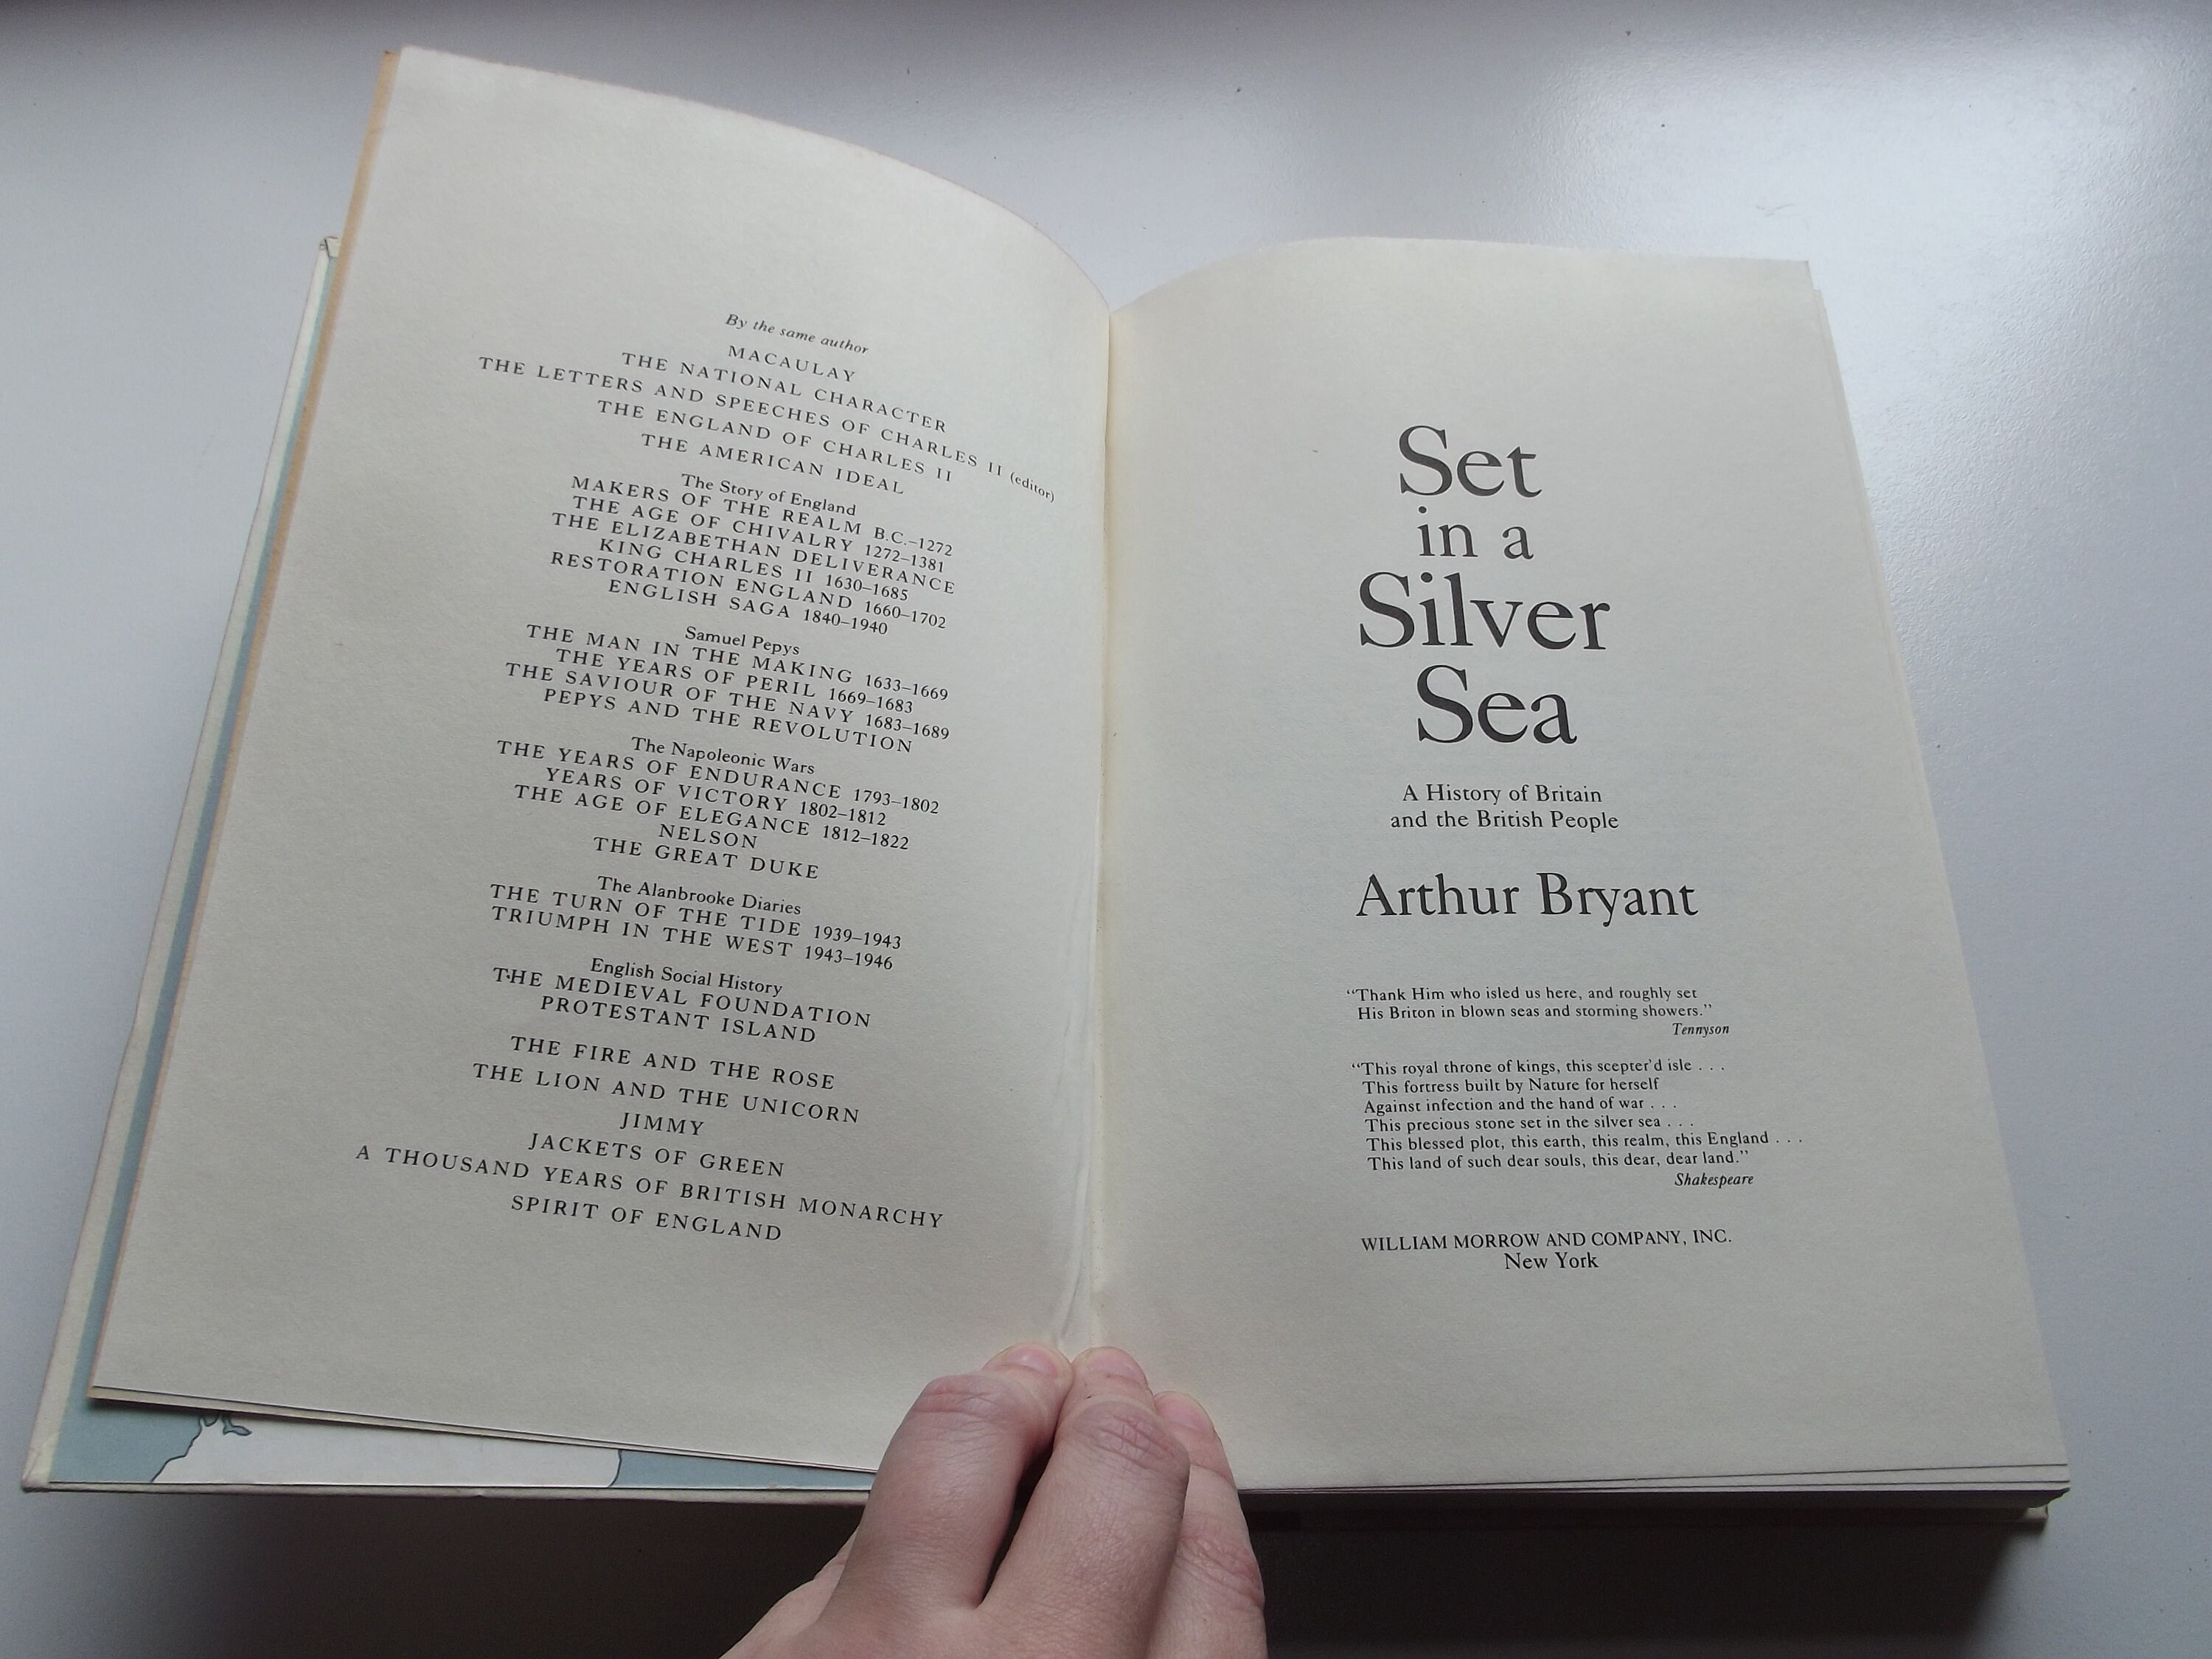 By the same author
MACAULAY
THE NATIONAL CHARACTER
THE LETTERS AND SPEECHES OF CHARLES II (editor)
THE ENGLAND OF CHARLES II
THE AMERICAN IDEAL
The Story of England
MAKERS OF THE REALM B.C.–1272
THE AGE OF CHIVALRY 1272–1381
THE ELIZABETHAN DELIVERANCE
KING CHARLES II 1630–1685
RESTORATION ENGLAND 1660–1702
ENGLISH SAGA 1840–1940
Samuel Pepys
THE MAN IN THE MAKING 1633–1669
THE YEARS OF PERIL 1669–1683
THE SAVIOUR OF THE NAVY 1683–1689
PEPYS AND THE REVOLUTION
The Napoleonic Wars
THE YEARS OF ENDURANCE 1793–1802
YEARS OF VICTORY 1802–1812
THE AGE OF ELEGANCE 1812–1822
NELSON
THE GREAT DUKE
The Alanbrooke Diaries
THE TURN OF THE TIDE 1939–1943
TRIUMPH IN THE WEST 1943–1946
English Social History
THE MEDIEVAL FOUNDATION
PROTESTANT ISLAND
THE FIRE AND THE ROSE
THE LION AND THE UNICORN
JIMMY
JACKETS OF GREEN
A THOUSAND YEARS OF BRITISH MONARCHY
SPIRIT OF ENGLAND
Set
in a
Silver
Sea
A History of Britain
and the British People
Arthur Bryant
“Thank Him who isled us here, and roughly set
His Briton in blown seas and storming showers.”
Tennyson
“This royal throne of kings, this scepter'd isle . . .
This fortress built by Nature for herself
Against infection and the hand of war . . .
This precious stone set in the silver sea . . .
This blessed plot, this earth, this realm, this England . . .
This land of such dear souls, this dear, dear land.”
Shakespeare
WILLIAM MORROW AND COMPANY, INC.
New York